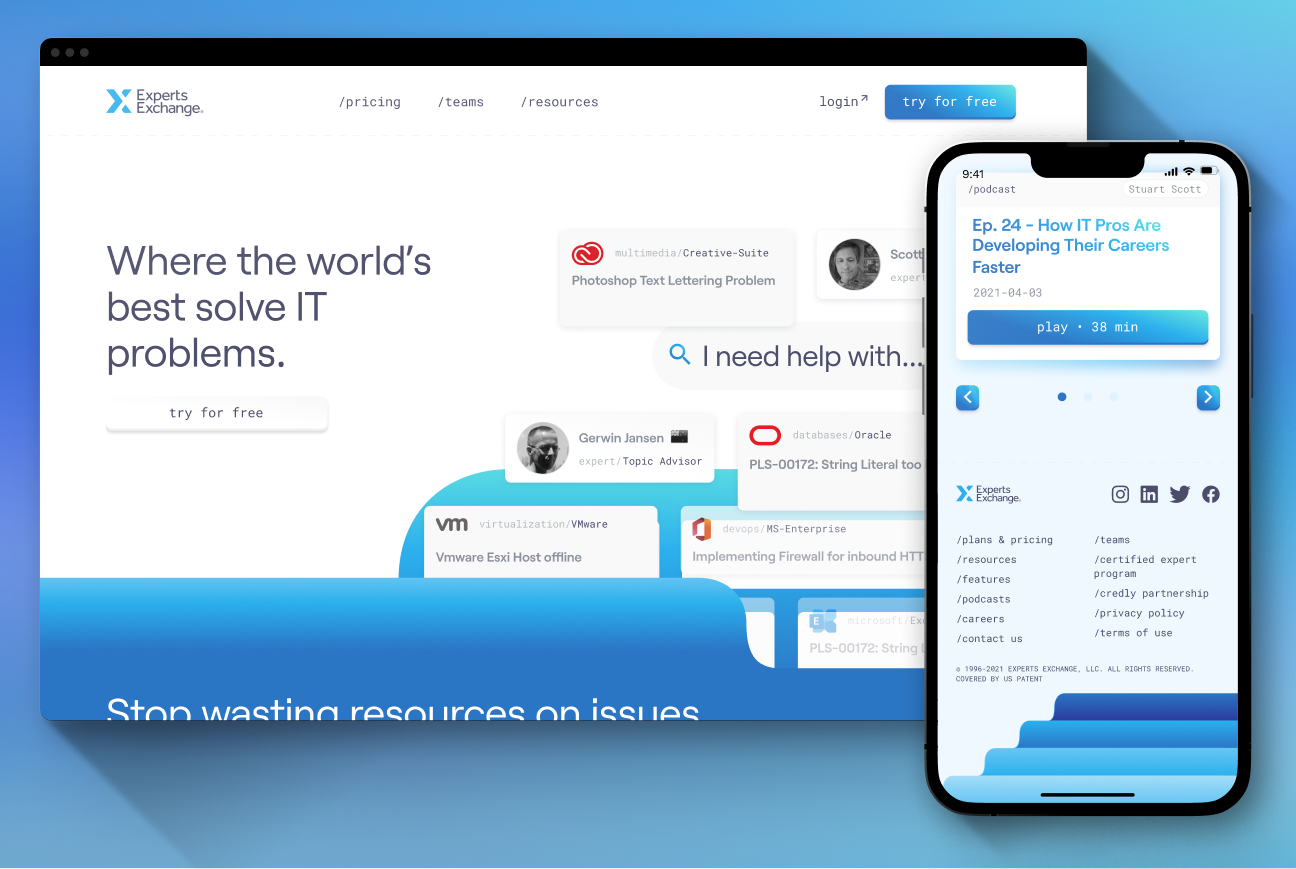 Experts
Exchange
/pricing
/teams
/resources
login
try for free
Where the world's
best solve IT
problems.
try for free
multimedia/Creative-Suite
Photoshop Text Lettering Problem
Scott
I need help with...
Gerwin Jansen
expert/Topic Advisor
databases/Oracle
PLS-00172: String Literal too
vm
virtualization/VMware
Vmware Esxi Host offline
devops/MS-Enterprise
Implementing Firewall for inbound HTT
E
microsoft/Exc
PLS-00172: String L
Stop wasting resources on issues
9:41
/podcast
Stuart Scott
Ep. 24 - How IT Pros Are
Developing Their Careers
Faster
2021-04-03
play • 38 min
Experts
Exchange
/plans & pricing
/resources
/features
/podcasts
/careers
/contact us
/teams
/certified expert
program
/credly partnership
/privacy policy
/terms of use
© 1996-2021 EXPERTS EXCHANGE, LLC. ALL RIGHTS RESERVED.
COVERED BY US PATENT